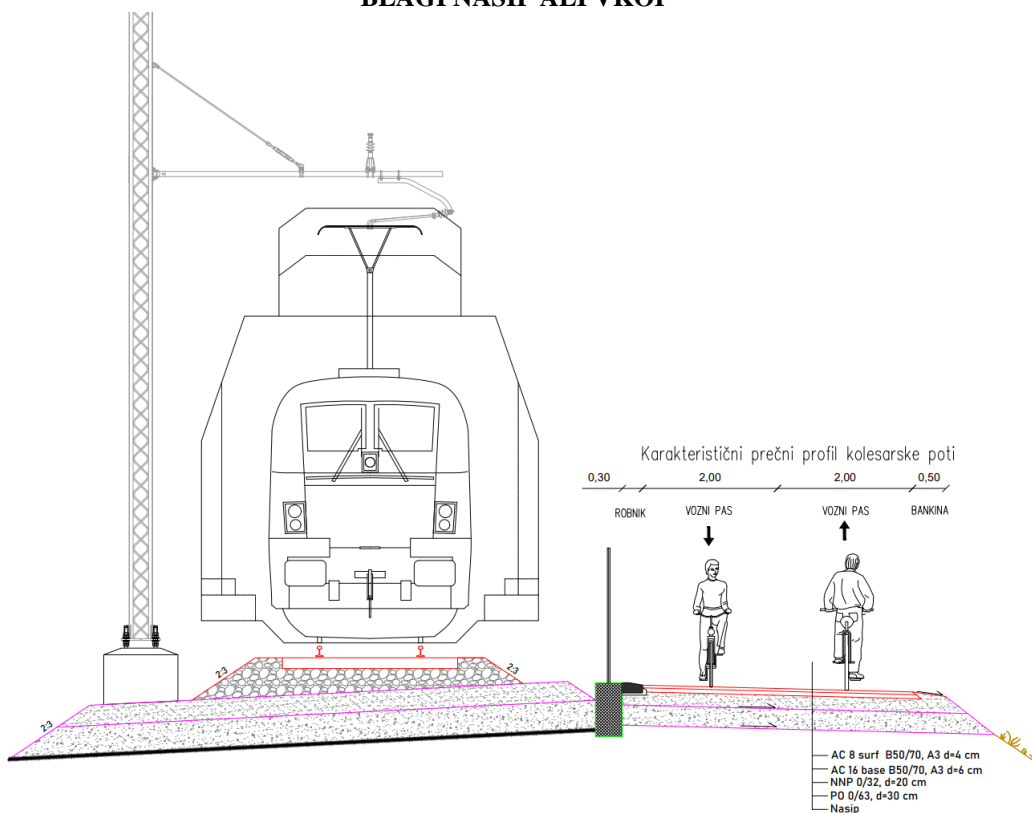 BLAGI NASIP ALI VKOP
Karakteristični prečni profil kolesarske poti
0,30 2,00 2,00 0,50
ROBNIK VOZNI PAS VOZNI PAS BANKINA
2:3
2:3
2:3
AC 8 surf B50/70, A3 d=4 cm
AC 16 base B50/70, A3 d=6 cm
NNP 0/32, d=20 cm
PO 0/63, d=30 cm
Nasip